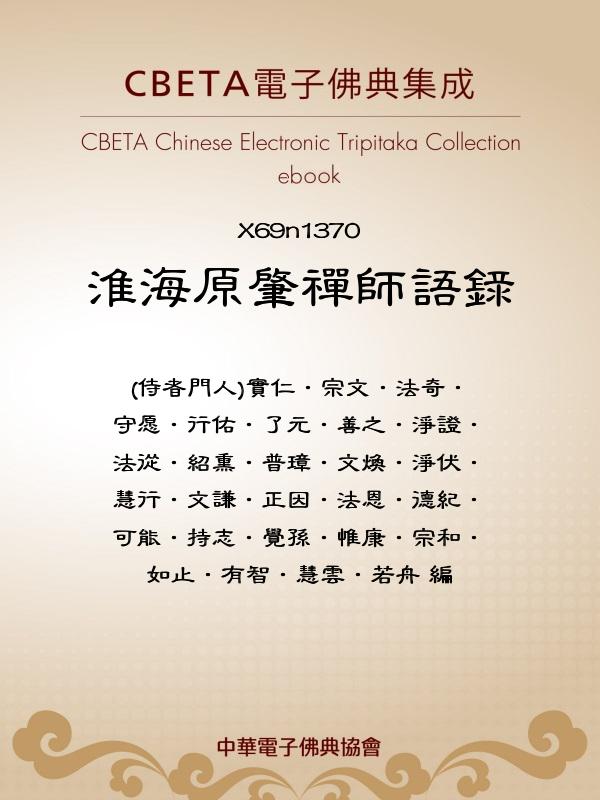 CBETA電子佛典集成
CBETA Chinese Electronic Tripitaka Collection
ebook
X69n1370
淮海原肇禪師語錄
(侍者門人)實仁．宗文．法奇．
守愿．行佑．了元．善之．淨證．
法從．紹熏．普璋．文煥．淨伏．
慧行．文謙．正因．法恩．德紀．
可能．持志．覺孫．惟康．宗和．
如止．有智．慧雲．若舟 編
中華電子佛典協會